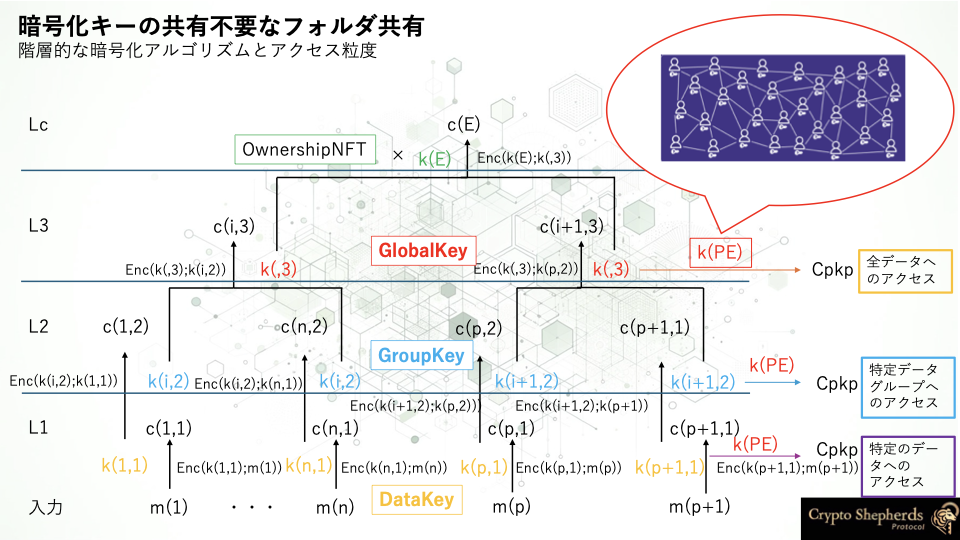 暗号化キーの共有不要なフォルダ共有
階層的な暗号化アルゴリズムとアクセス粒度
Lc
c(E)
OwnershipNFT
×
k(E)
Enc(k(E);k(,3))
L3
c(i,3)
c(i+1,3)
GlobalKey
k(PE)
Enc(k(,3);k(i,2))
k(,3)
Enc(k(,3);k(p,2))
k(,3)
Cpkp
全データへ
のアクセス
L2
c(1,2)
c(n,2)
c(p,2)
c(p+1,1)
GroupKey
k(PE)
Enc(k(i,2);k(1,1))
k(i,2)
Enc(k(i,2);k(n,1))
k(i,2)
k(i+1,2)
k(i+1,2)
Cpkp
特定データ
グループへ
のアクセス
Enc(k(i+1,2);k(p,2)))
Enc(k(i+1,2);k(p+1))
L1
c(1,1)
c(n,1)
c(p,1)
c(p+1,1)
k(PE)
k(1,1)
Enc(k(1,1);m(1))
k(n,1)
Enc(k(n,1);m(n))
k(p,1)
Enc(k(p,1);m(p))
k(p+1,1)
Enc(k(p+1,1);m(p+1))
Cpkp
特定のデー
タへの
アクセス
DataKey
入力
m(1)
・・・
m(n)
m(p)
m(p+1)
Crypto Shepherds
Protocol